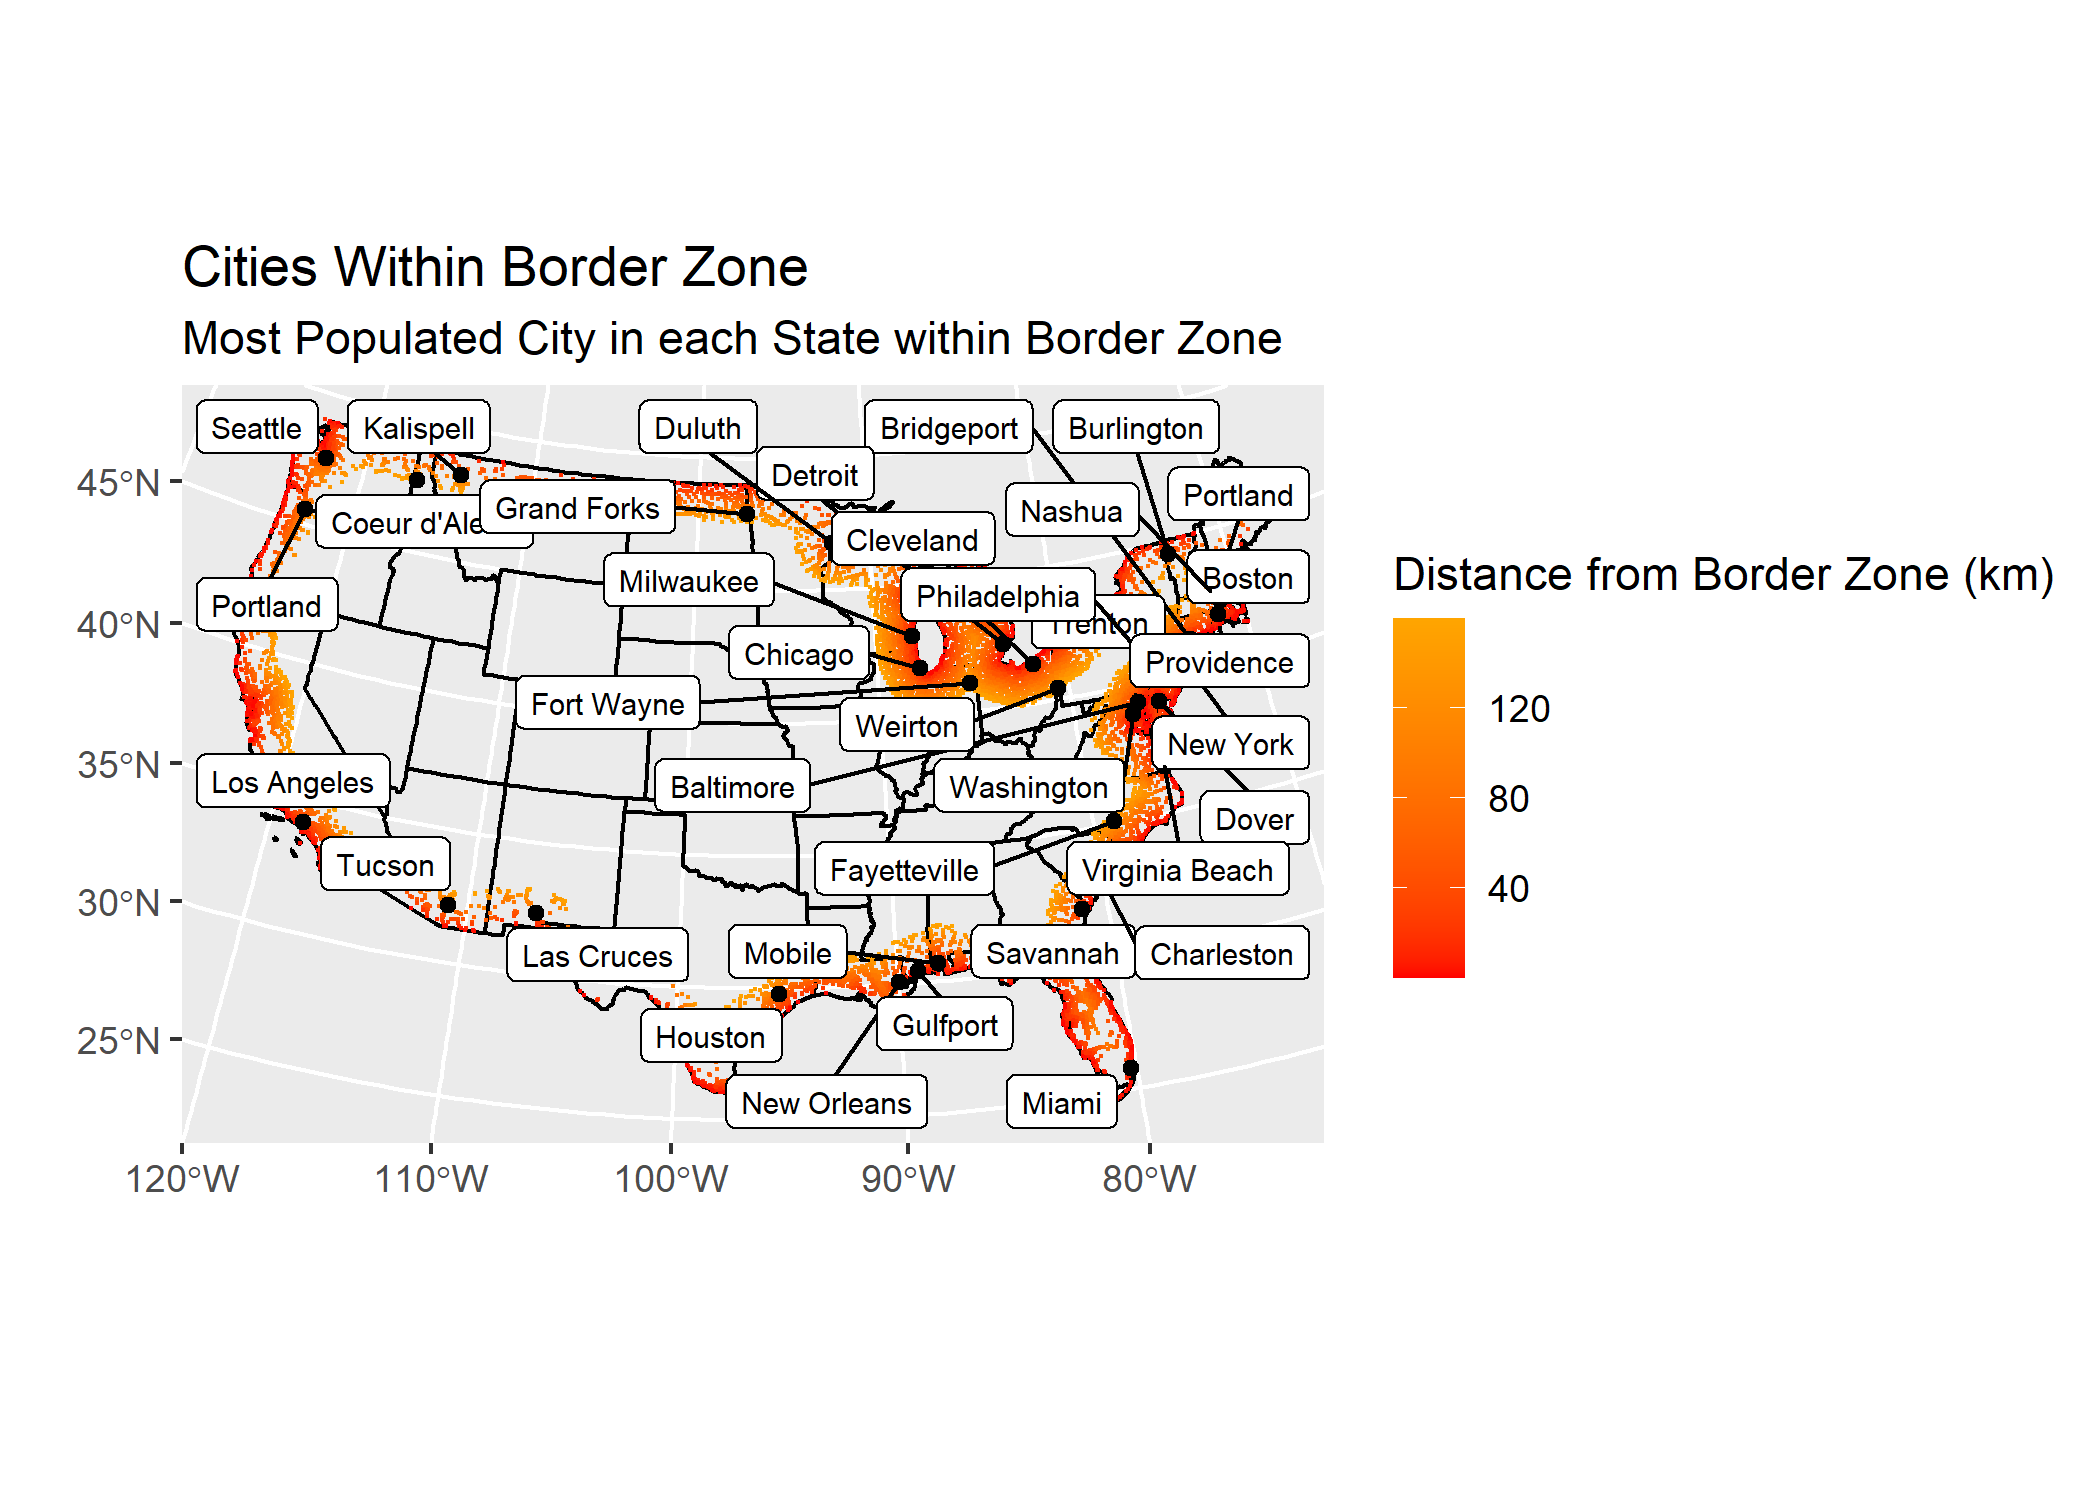 Cities Within Border Zone
Most Populated City in each State within Border Zone
Seattle
Kalispell
Duluth
Bridgeport
Burlington
Detroit
Portland
Grand Forks
Nashua
Coeur d'Ale
Cleveland
Milwaukee
Boston
Portland
Philadelphia
Trenton
Chicago
Providence
Fort Wayne
Weirton
New York
Los Angeles
Baltimore
Washington
Dover
Tucson
Fayetteville
Virginia Beach
Las Cruces
Mobile
Savannah
Charleston
Houston
Gulfport
New Orleans
Miami
45°N
40°N
35°N
30°N
25°N
120°W
110°W
100°W
90°W
80°W
Distance from Border Zone (km)
120
80
40